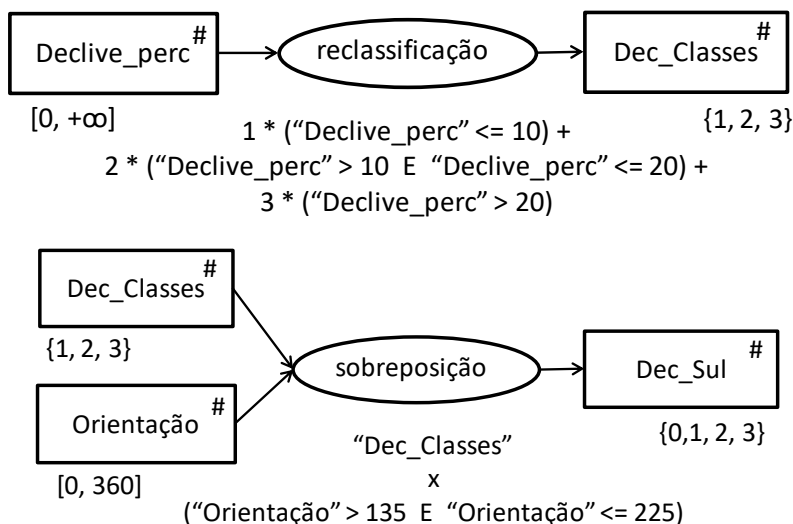 Declive_perc # reclassificação Dec_Classes #
[0, +∞] {1, 2, 3}
1 * (“Declive_perc” <= 10) +
2 * (“Declive_perc” > 10 E “Declive_perc” <= 20) +
3 * (“Declive_perc” > 20)
Dec_Classes #
{1, 2, 3}
sobreposição Dec_Sul #
Orientação #
{0,1, 2, 3}
[0, 360]
“Dec_Classes”
x
(“Orientação” > 135 E “Orientação” <= 225)